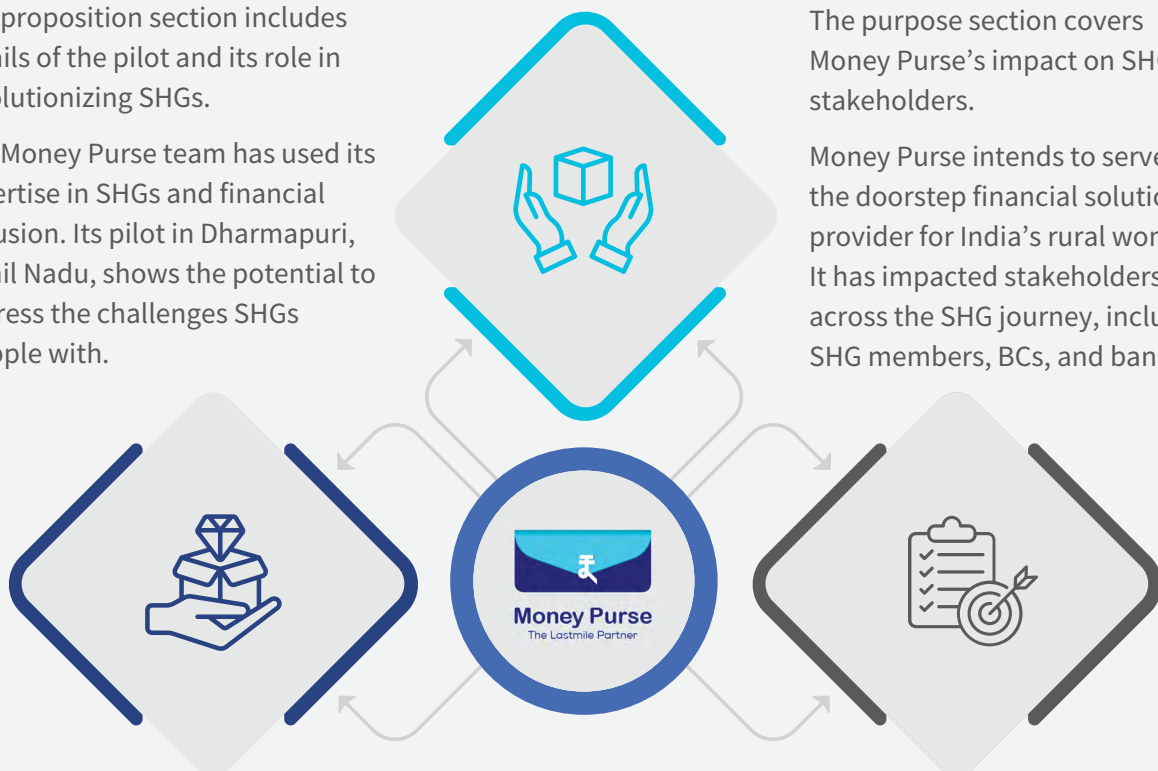 proposition section includes
ils of the pilot and its role in
olutionizing SHGs.
Money Purse team has used its
ertise in SHGs and financial
usion. Its pilot in Dharmapuri,
il Nadu, shows the potential to
ress the challenges SHGs
pple with.
The purpose section covers
Money Purse’s impact on SHG
stakeholders.
Money Purse intends to serve
the doorstep financial solutio
provider for India’s rural wor
It has impacted stakeholders
across the SHG journey, inclu
SHG members, BCs, and ban
₹
Money Purse
The Lastmile Partner